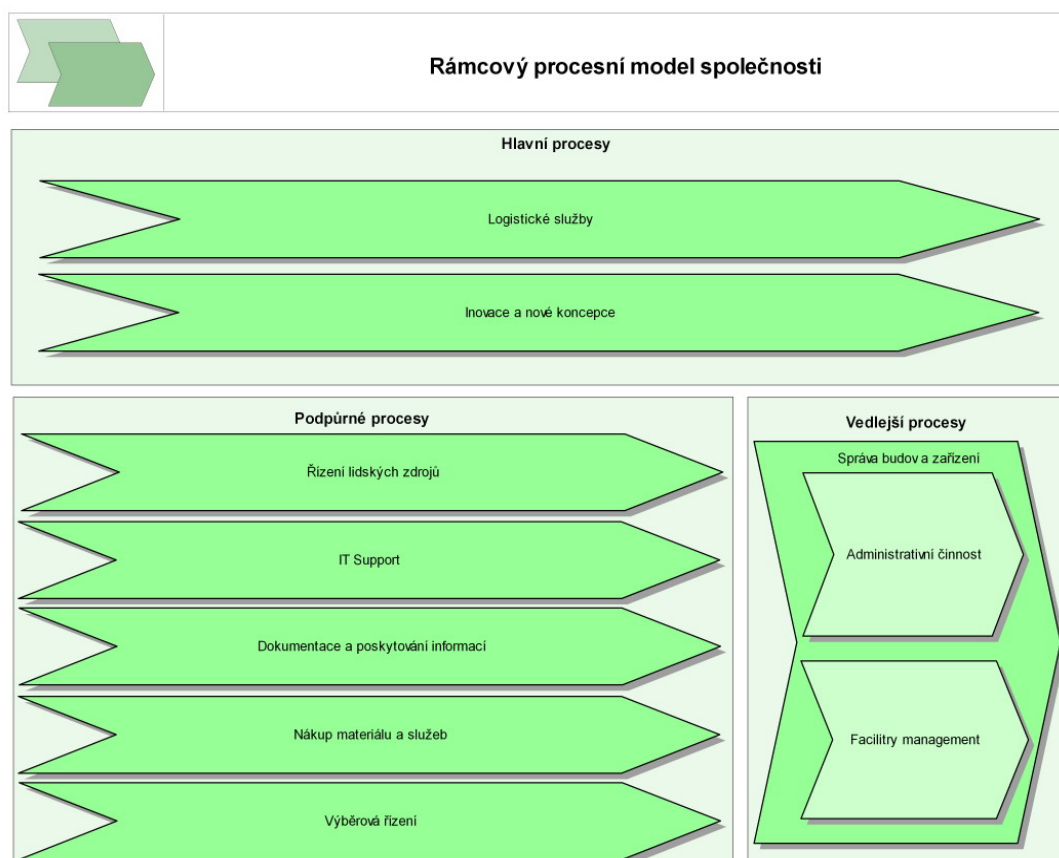 Rámcový procesní model společnosti
Hlavní procesy
Logistické služby
Inovace a nové koncepce
Podpůrné procesy
Řízení lidských zdrojů
IT Support
Dokumentace a poskytování informací
Nákup materiálu a služeb
Výběrová řízení
Vedlejší procesy
Správa budov a zařízení
Administrativní činnost
Facilitry management